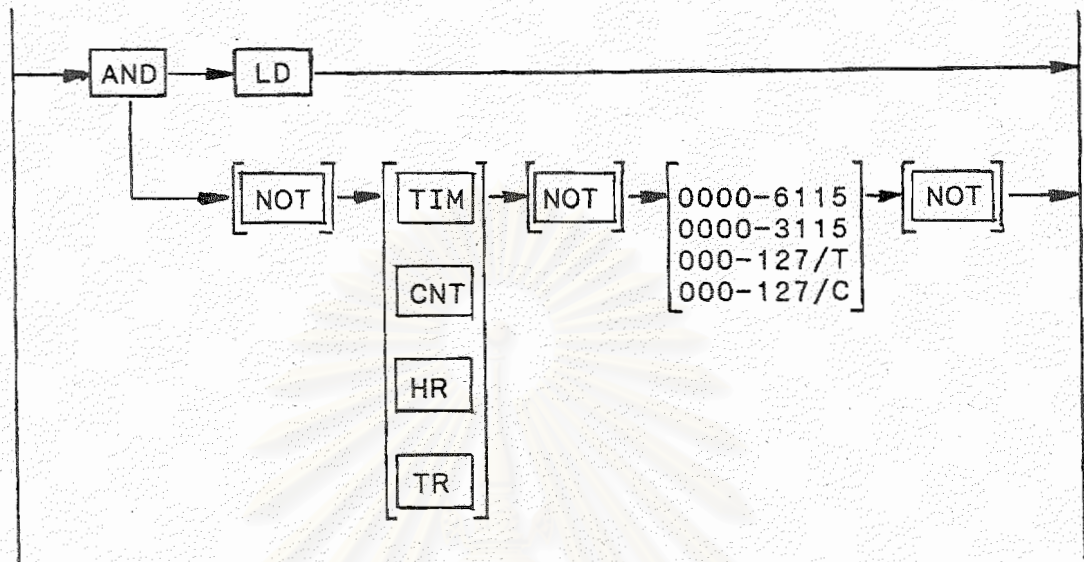 AND LD
NOT TIM NOT 0000-6115 NOT
0000-3115
000-127/T
CNT 000-127/C
HR
TR